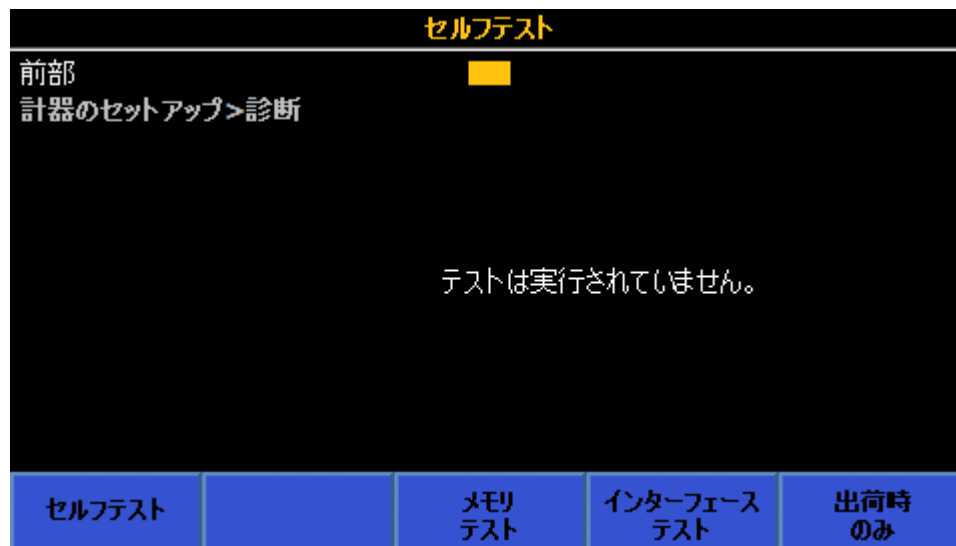 セルフテスト
前部
計器のセットアップ>診断
テストは実行されていません。
セルフテスト
メモリ
テスト
インターフェース
テスト
出荷時
のみ